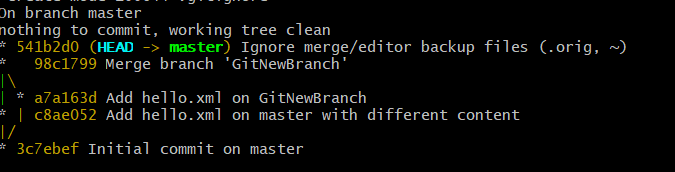 On branch master
nothing to commit, working tree clean
* 541b2d0 (HEAD -> master) Ignore merge/editor backup files (.orig, ~)
*   98c1799 Merge branch 'GitNewBranch'
|\
| * a7a163d Add hello.xml on GitNewBranch
* | c8ae052 Add hello.xml on master with different content
|/
* 3c7ebef Initial commit on master